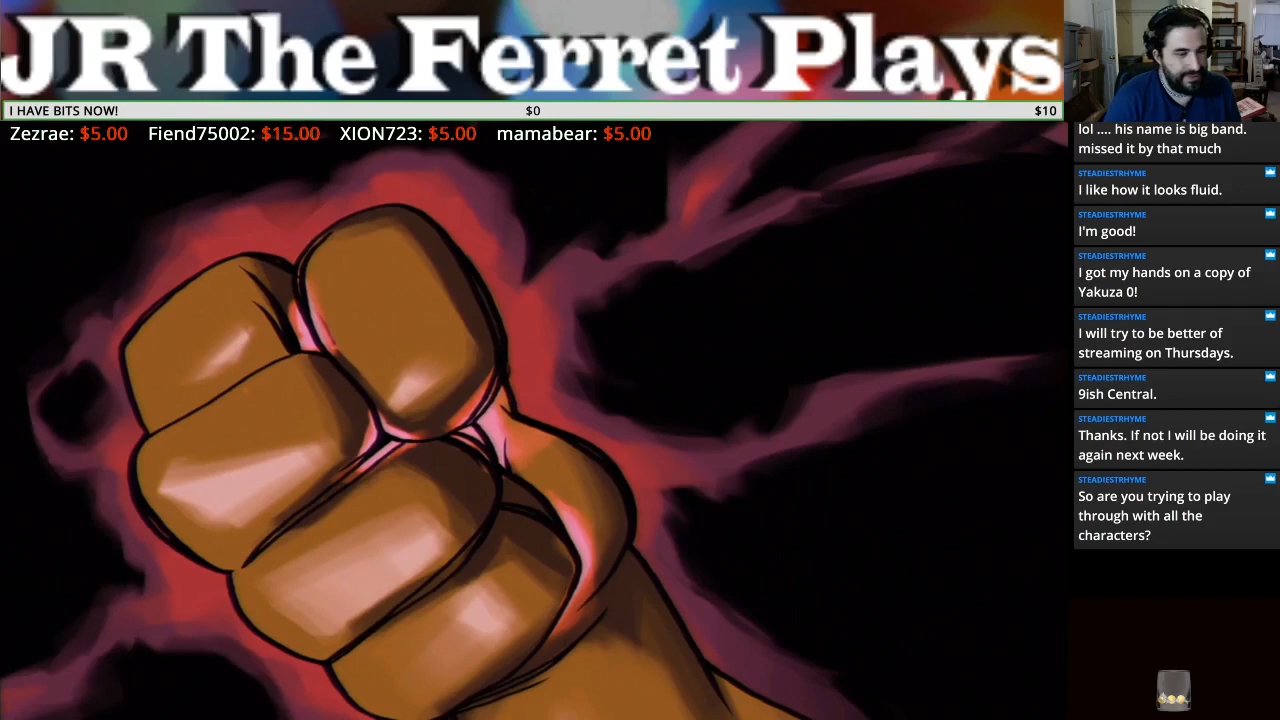 JR The Ferret Plays
I HAVE BITS NOW! $0 $10
Zezrae: $5.00 Fiend75002: $15.00 XION723: $5.00 mamabear: $5.00
lol .... his name is big band.
missed it by that much
STEADIESTRHYME
I like how it looks fluid.
STEADIESTRHYME
I'm good!
STEADIESTRHYME
I got my hands on a copy of
Yakuza 0!
STEADIESTRHYME
I will try to be better of
streaming on Thursdays.
STEADIESTRHYME
9ish Central.
STEADIESTRHYME
Thanks. If not I will be doing it
again next week.
STEADIESTRHYME
So are you trying to play
through with all the
characters?